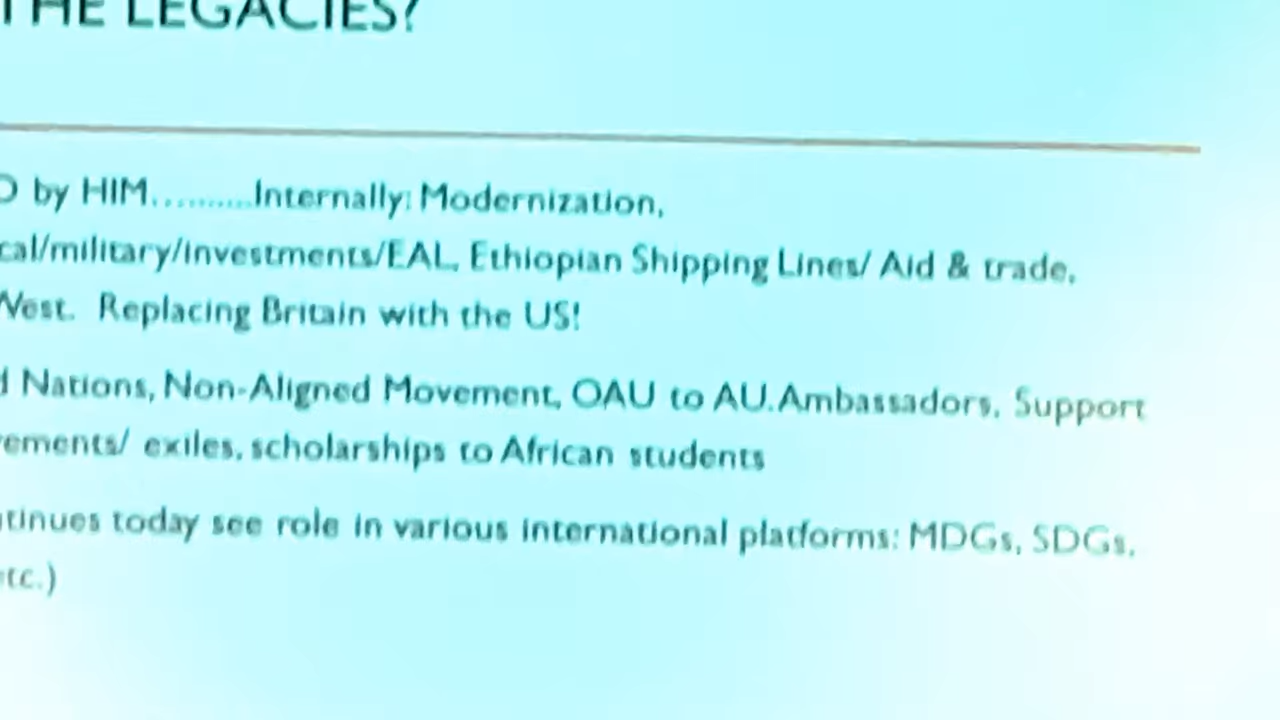 THE LEGACIES?
by HIM..........Internally: Modernization,
cal/military/investments/EAL, Ethiopian Shipping Lines/ Aid & trade,
West. Replacing Britain with the US!
Nations, Non-Aligned Movement, OAU to AU. Ambassadors, Support
ements/ exiles, scholarships to African students
tinues today see role in various international platforms: MDGs, SDGs,
etc.)